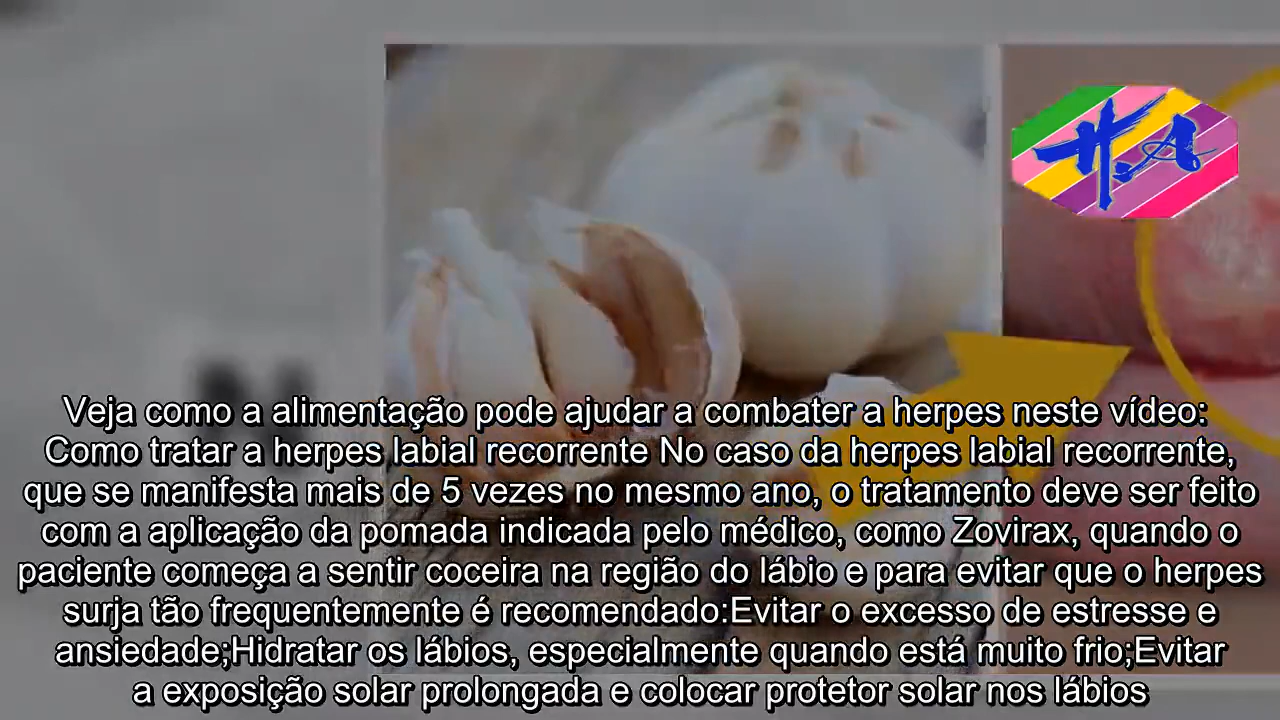 H.A
Veja como a alimentação pode ajudar a combater a herpes neste vídeo:
Como tratar a herpes labial recorrente No caso da herpes labial recorrente,
que se manifesta mais de 5 vezes no mesmo ano, o tratamento deve ser feito
com a aplicação da pomada indicada pelo médico, como Zovirax, quando o
paciente começa a sentir coceira na região do lábio e para evitar que o herpes
surja tão frequentemente é recomendado:Evitar o excesso de estresse e
ansiedade;Hidratar os lábios, especialmente quando está muito frio;Evitar
a exposição solar prolongada e colocar protetor solar nos lábios